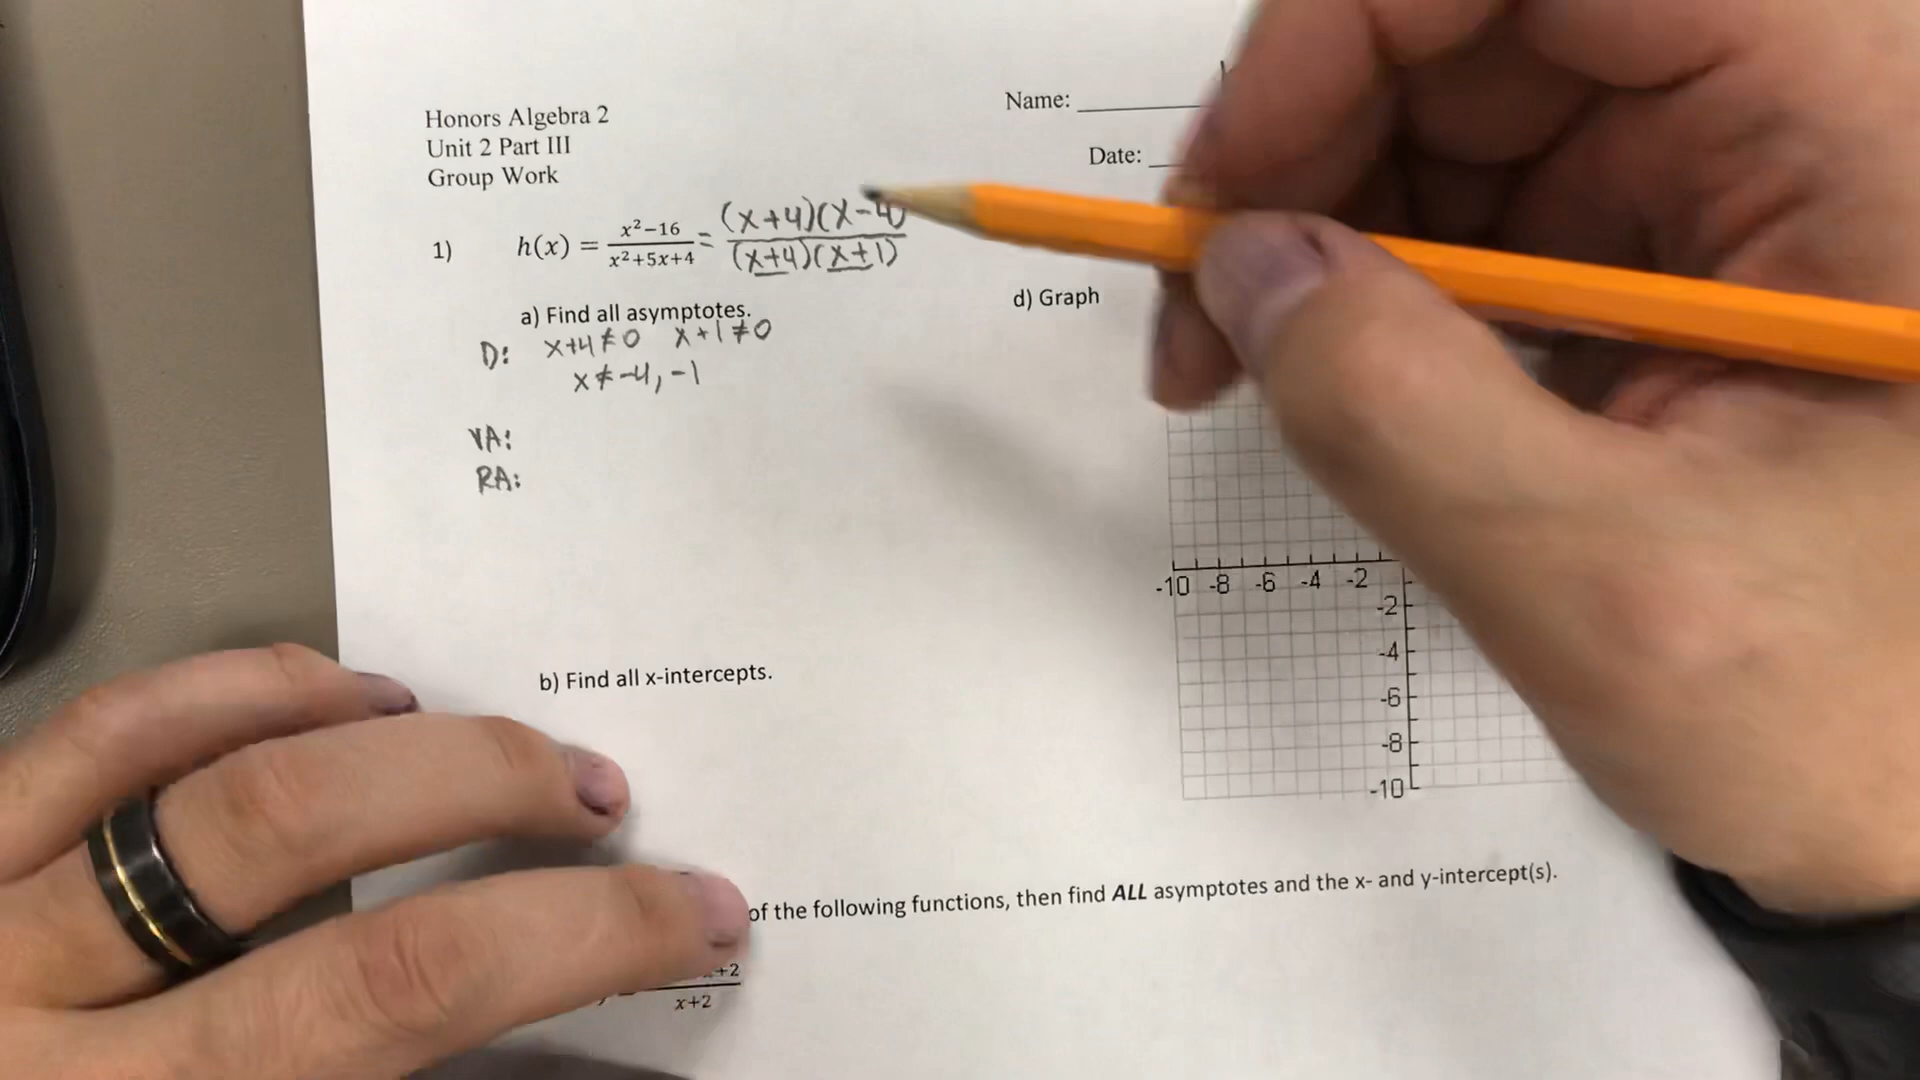 Honors Algebra 2
Unit 2 Part III
Group Work
Name: ________
Date: __
1) h(x) = x²−16 / x²+5x+4 = (x+4)(x-4) / (x+4)(x+1)
a) Find all asymptotes.
D: x+4≠0 x+1≠0
x≠-4, -1
VA:
RA:
d) Graph
-10 -8 -6 -4 -2
-2
-4
-6
-8
-10
b) Find all x-intercepts.
of the following functions, then find ALL asymptotes and the x- and y-intercept(s).
+2
x+2